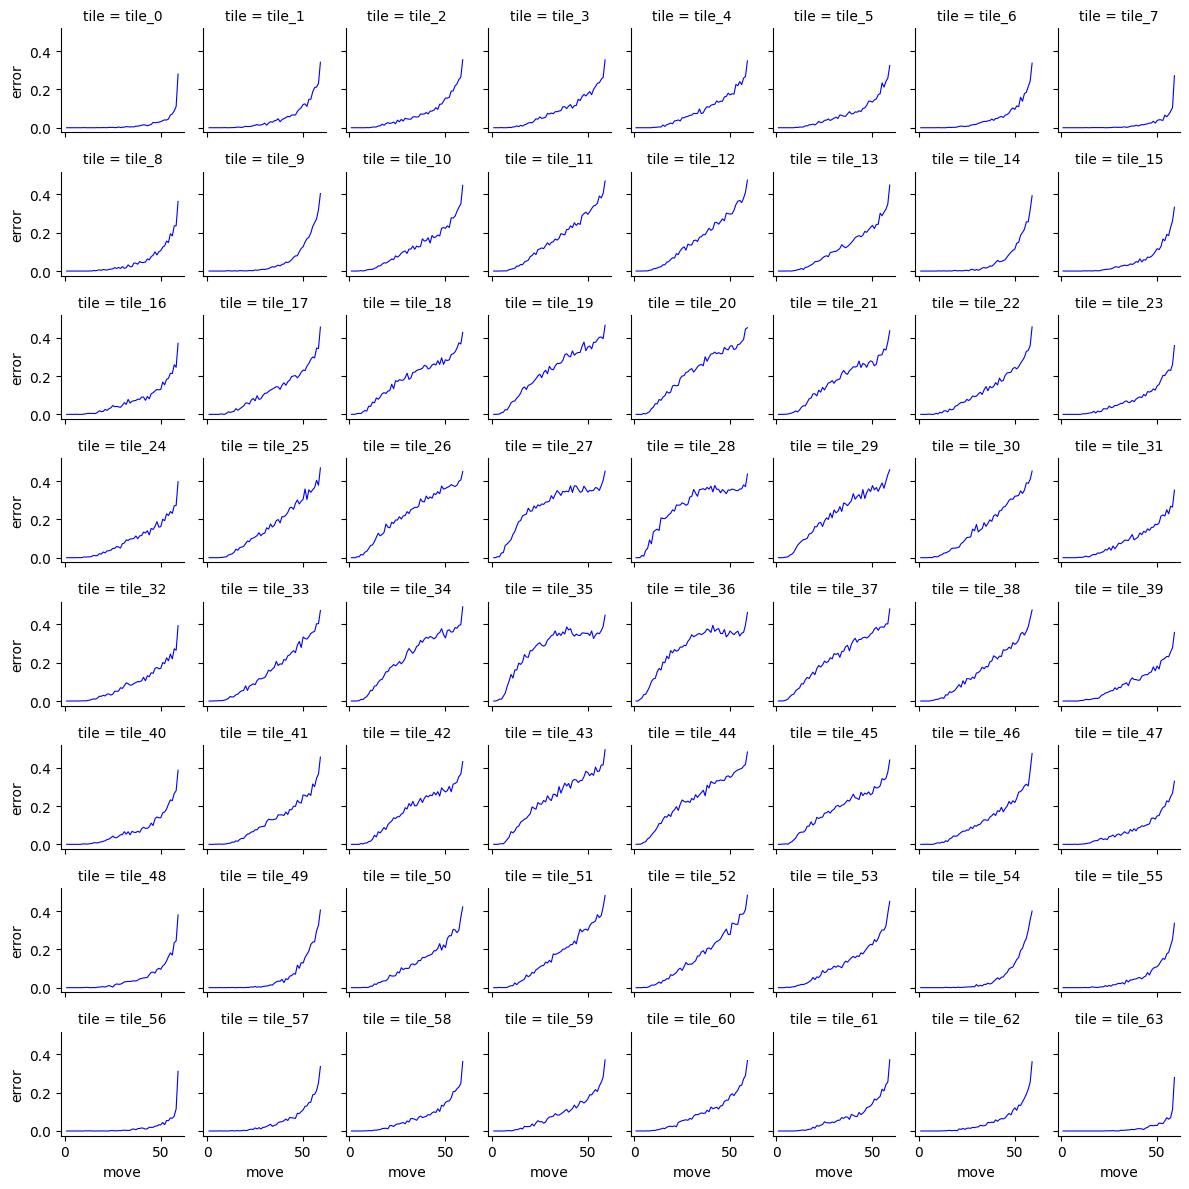 tile = tile_0 tile = tile_1 tile = tile_2 tile = tile_3 tile = tile_4 tile = tile_5 tile = tile_6 tile = tile_7
0.4
0.2
0.0
error
tile = tile_8 tile = tile_9 tile = tile_10 tile = tile_11 tile = tile_12 tile = tile_13 tile = tile_14 tile = tile_15
0.4
0.2
0.0
error
tile = tile_16 tile = tile_17 tile = tile_18 tile = tile_19 tile = tile_20 tile = tile_21 tile = tile_22 tile = tile_23
0.4
0.2
0.0
error
tile = tile_24 tile = tile_25 tile = tile_26 tile = tile_27 tile = tile_28 tile = tile_29 tile = tile_30 tile = tile_31
0.4
0.2
0.0
error
tile = tile_32 tile = tile_33 tile = tile_34 tile = tile_35 tile = tile_36 tile = tile_37 tile = tile_38 tile = tile_39
0.4
0.2
0.0
error
tile = tile_40 tile = tile_41 tile = tile_42 tile = tile_43 tile = tile_44 tile = tile_45 tile = tile_46 tile = tile_47
0.4
0.2
0.0
error
tile = tile_48 tile = tile_49 tile = tile_50 tile = tile_51 tile = tile_52 tile = tile_53 tile = tile_54 tile = tile_55
0.4
0.2
0.0
error
tile = tile_56 tile = tile_57 tile = tile_58 tile = tile_59 tile = tile_60 tile = tile_61 tile = tile_62 tile = tile_63
0.4
0.2
0.0
error
0 50 0 50 0 50 0 50 0 50 0 50 0 50 0 50
move move move move move move move move